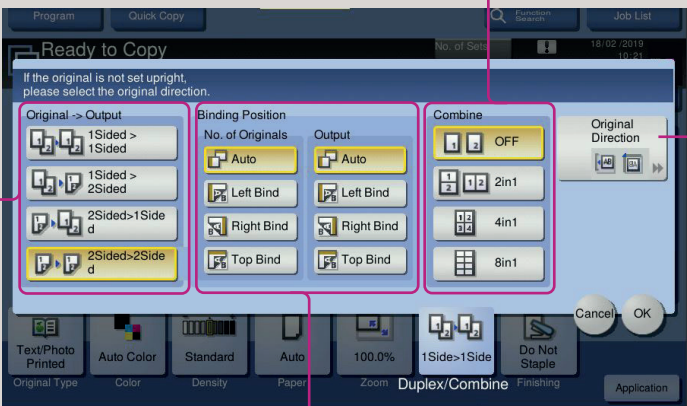 Program
Quick Copy
Function
Search
Job List
Ready to Copy
No. of Sets
18/02 /2019
10:21
If the original is not set upright,
please select the original direction.
Original -> Output
1Sided >
1Sided
1Sided >
2Sided
2Sided>1Side
d
2Sided>2Side
d
Binding Position
No. of Originals
Output
Auto
Auto
Left Bind
Left Bind
Right Bind
Right Bind
Top Bind
Top Bind
Combine
OFF
2in1
4in1
8in1
Original
Direction
Cancel
OK
Text/Photo
Printed
Auto Color
Standard
Auto
100.0%
1Side>1Side
Do Not
Staple
Original Type
Color
Density
Paper
Zoom
Duplex/Combine
Finishing
Application